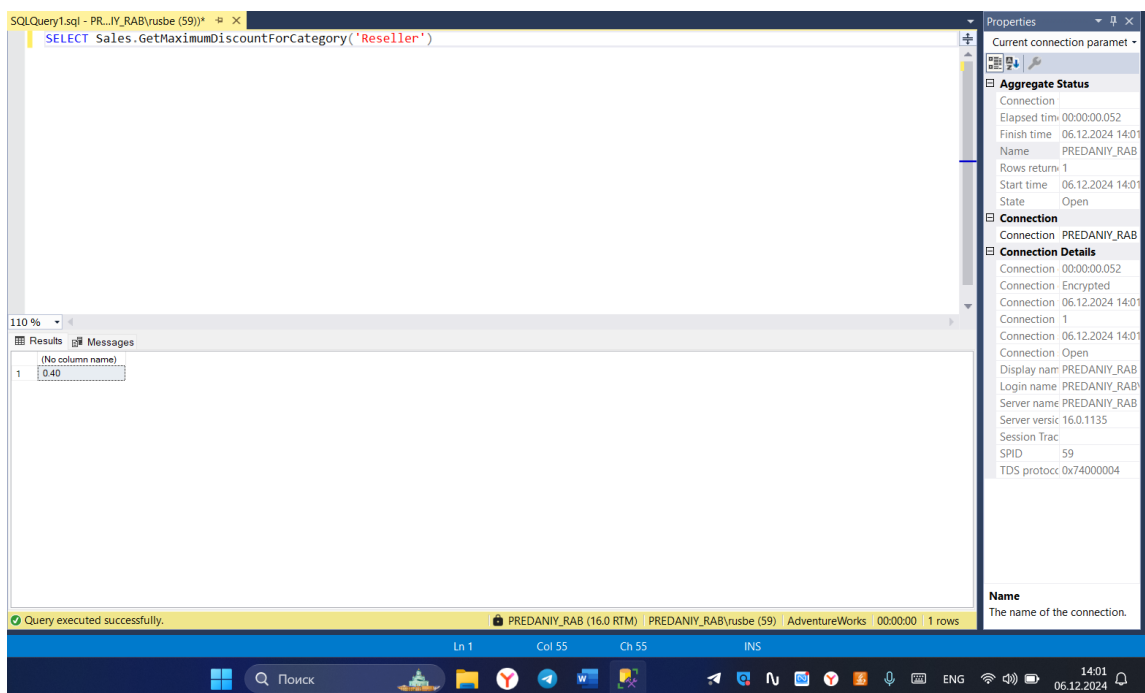 SQLQuery1.sql - PR...IY_RAB\rusbe (59))*
SELECT Sales.GetMaximumDiscountForCategory('Reseller')
110 %
Results Messages
(No column name)
1 0.40
Query executed successfully.
PREDANIY_RAB (16.0 RTM) PREDANIY_RAB\rusbe (59) AdventureWorks 00:00:00 1 rows
Properties
Current connection paramet
Aggregate Status
Connection
Elapsed tim 00:00:00.052
Finish time 06.12.2024 14:01
Name PREDANIY_RAB
Rows return 1
Start time 06.12.2024 14:01
State Open
Connection
Connection PREDANIY_RAB
Connection Details
Connection 00:00:00.052
Connection Encrypted
Connection 06.12.2024 14:01
Connection 1
Connection 06.12.2024 14:01
Connection Open
Display nam PREDANIY_RAB
Login name PREDANIY_RAB\
Server name PREDANIY_RAB
Server versic 16.0.1135
Session Trac
SPID 59
TDS protocc 0x74000004
Name
The name of the connection.
Ln 1 Col 55 Ch 55 INS
Поиск
ENG
14:01
06.12.2024